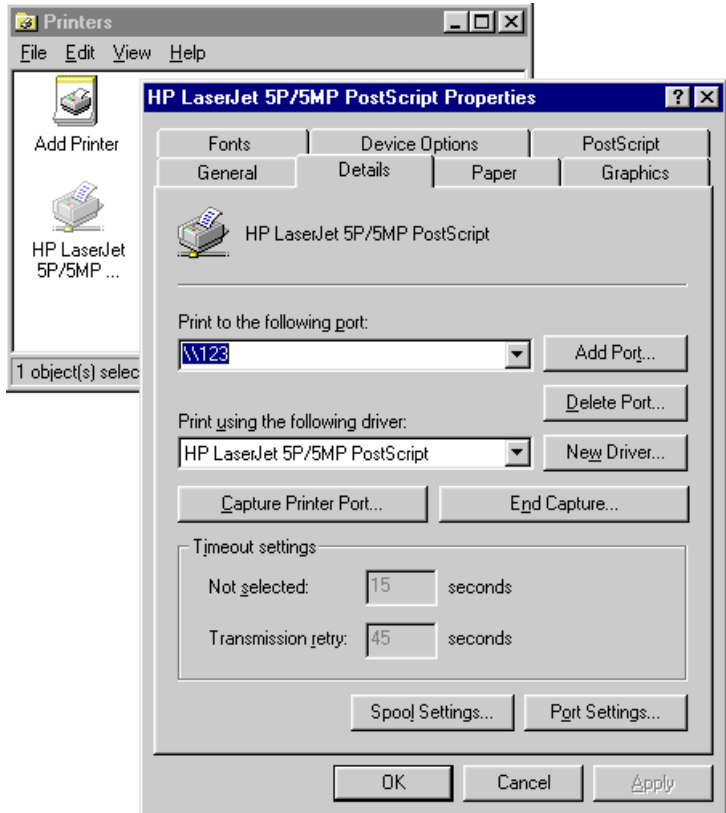 Printers
File Edit View Help
Add Printer
HP LaserJet
5P/5MP ...
1 object(s) selec
HP LaserJet 5P/5MP PostScript Properties
Fonts Device Options PostScript
General Details Paper Graphics
HP LaserJet 5P/5MP PostScript
Print to the following port:
\\123
Add Port...
Delete Port...
Print using the following driver:
HP LaserJet 5P/5MP PostScript
New Driver...
Capture Printer Port... End Capture...
Timeout settings
Not selected: 15 seconds
Transmission retry: 45 seconds
Spool Settings... Port Settings...
OK Cancel Apply